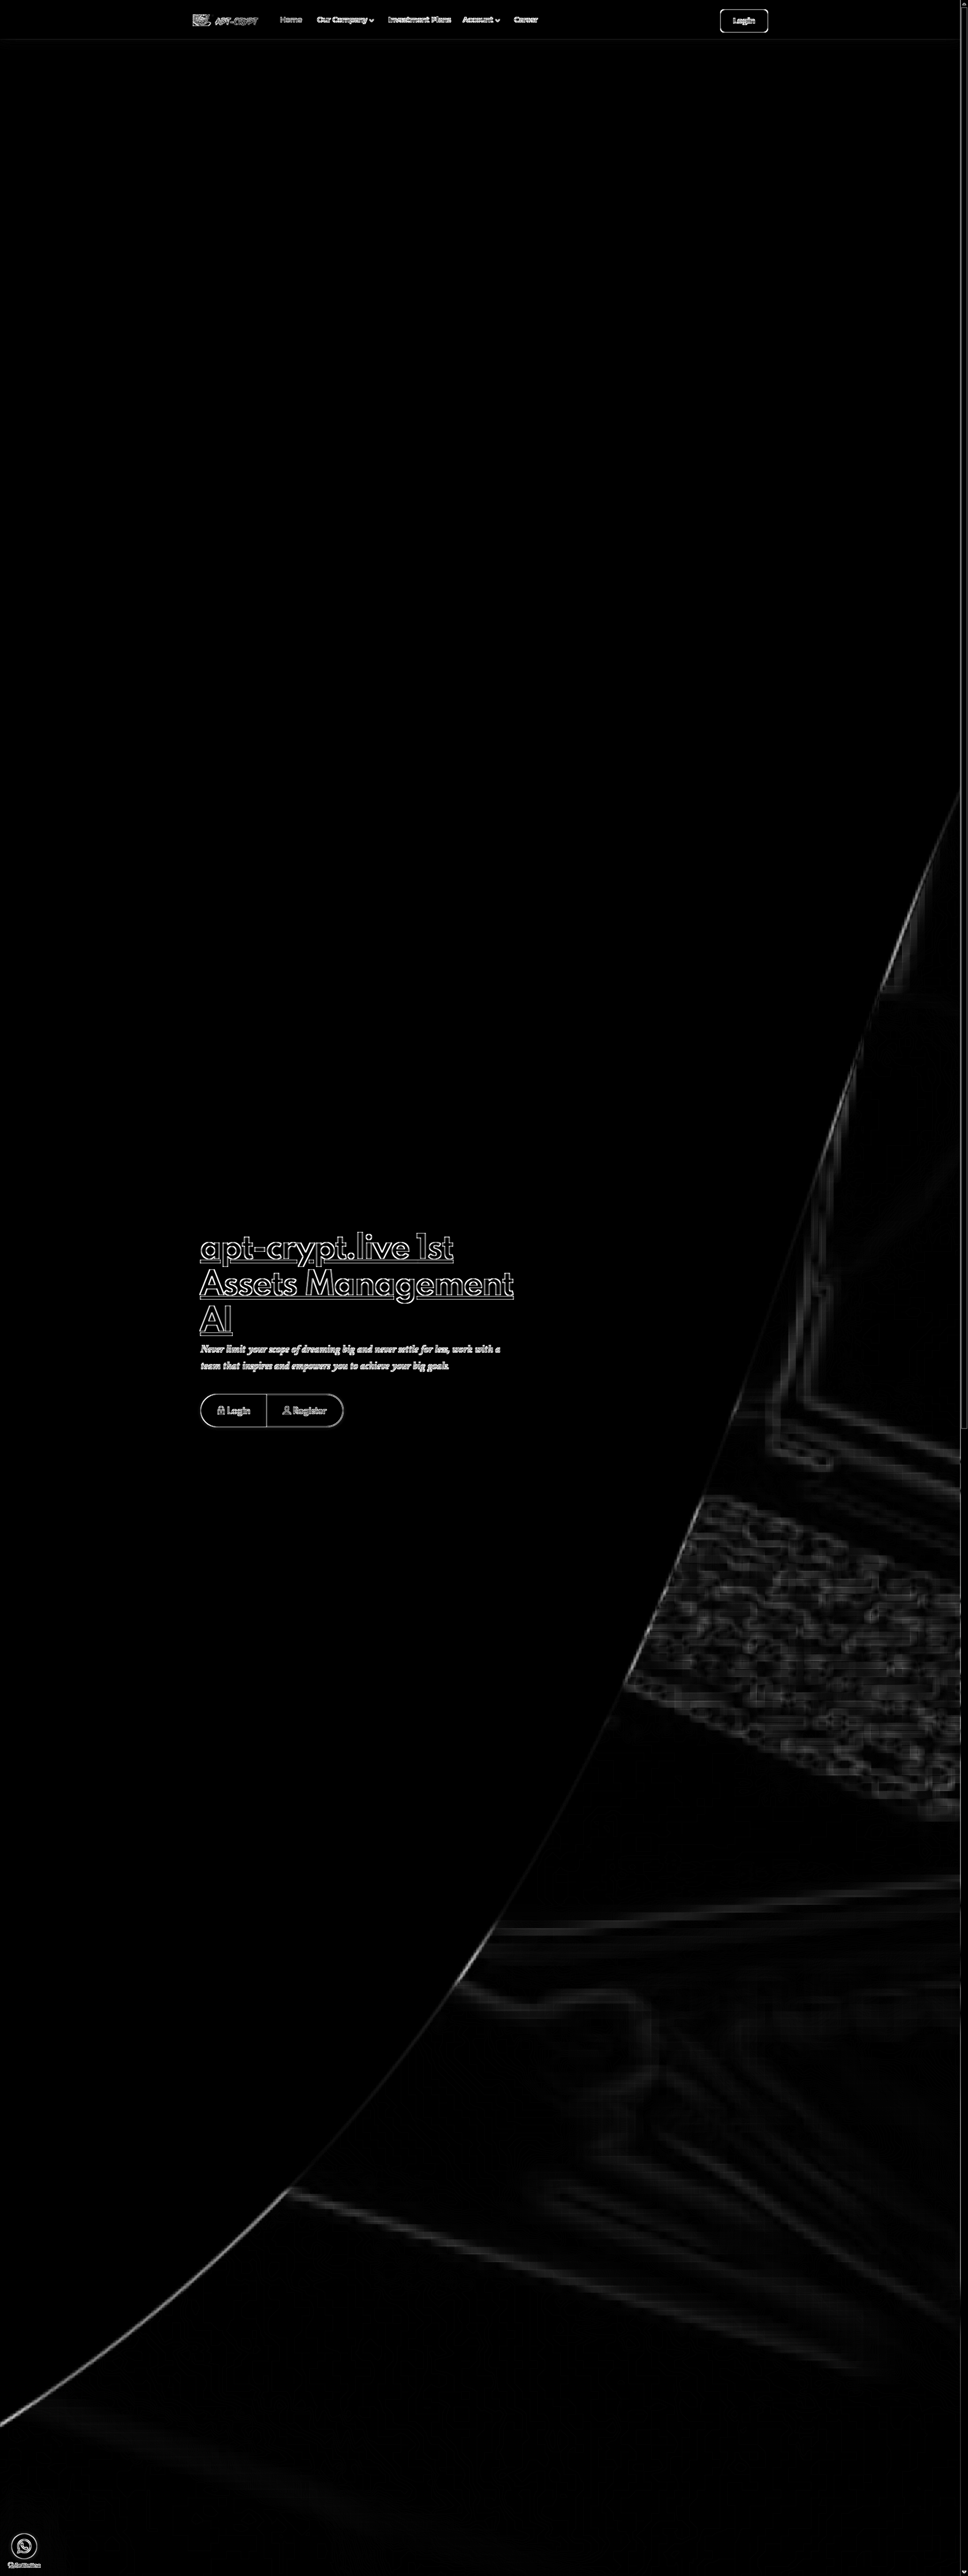 APT-CRYPT Home Our Company Investment Plans Account Career Login
apt-crypt.live 1st
Assets Management
AI
Never limit your scope of dreaming big and never settle for less, work with a
team that inspires and empowers you to achieve your big goals.
Login Register